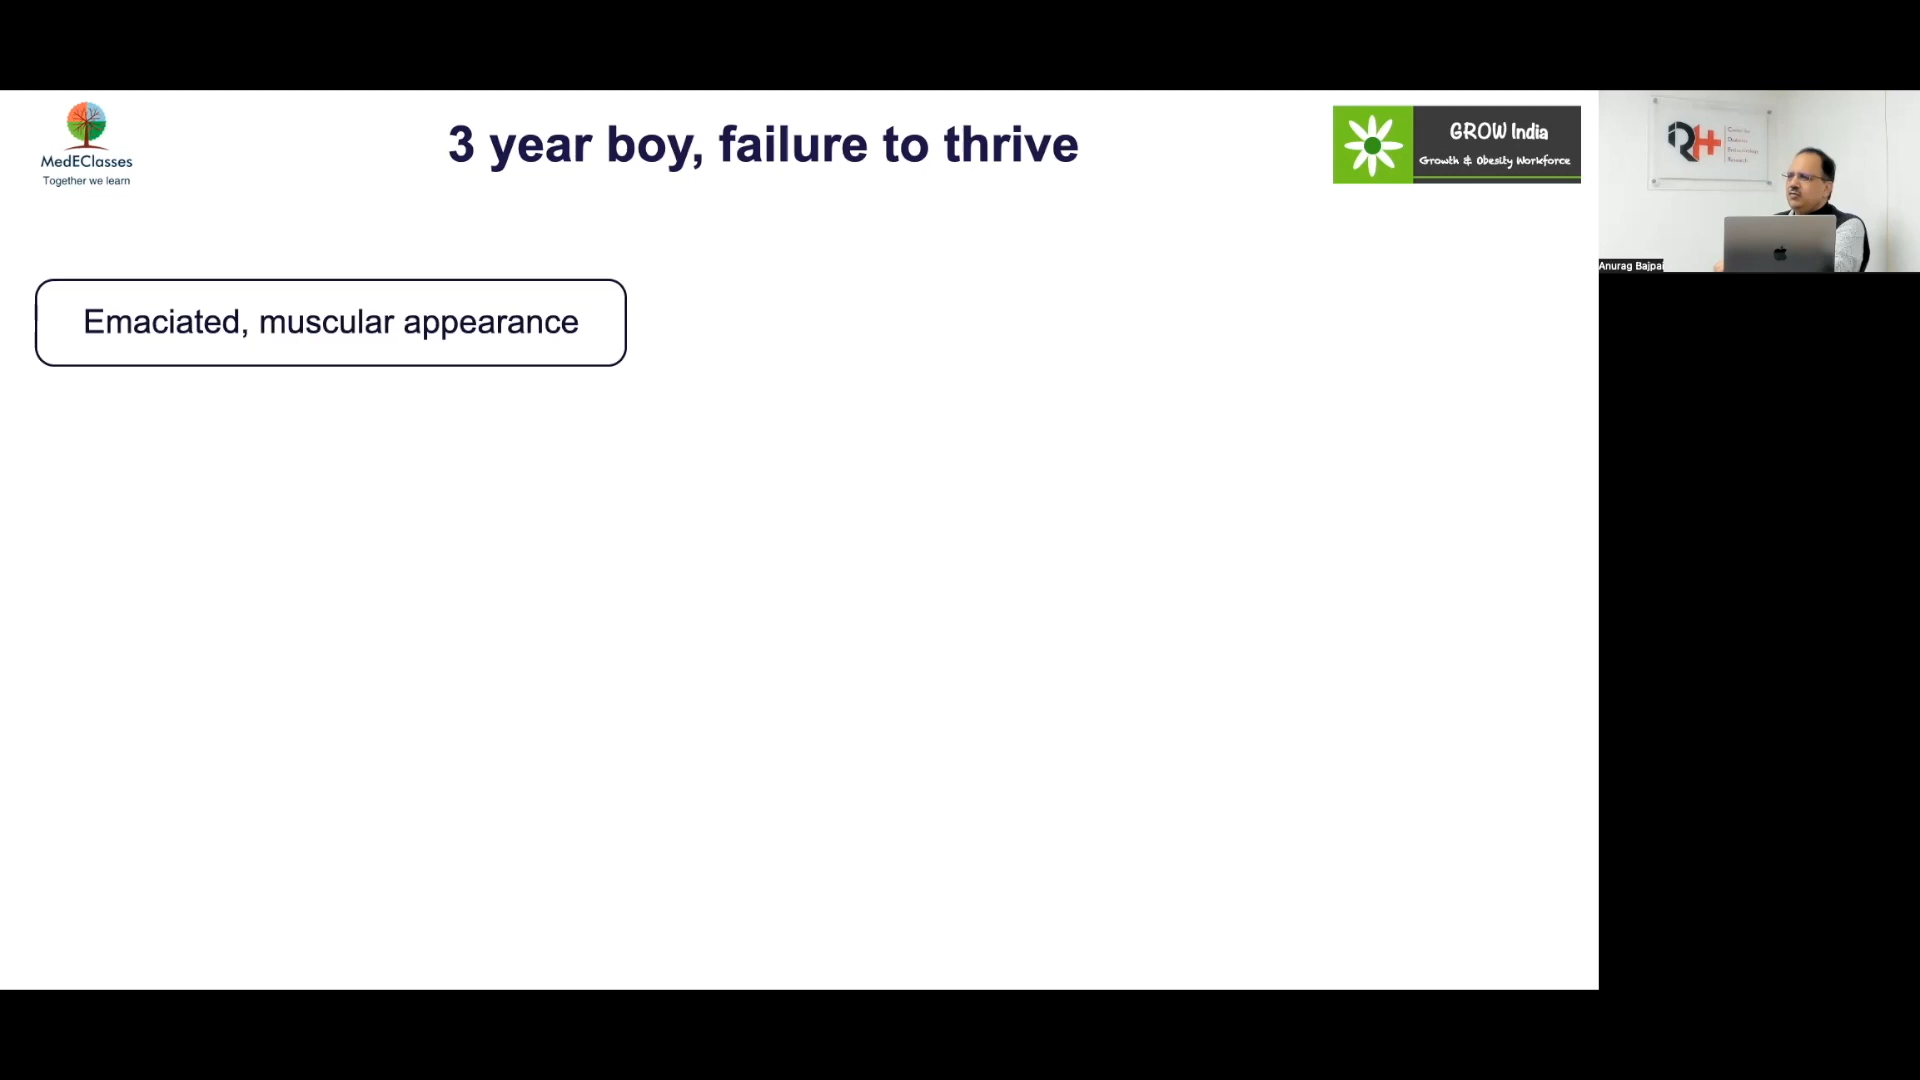 MedEClasses
Together we learn
3 year boy, failure to thrive
GROW India
Growth & Obesity Workforce
Anurag Bajpai
Emaciated, muscular appearance